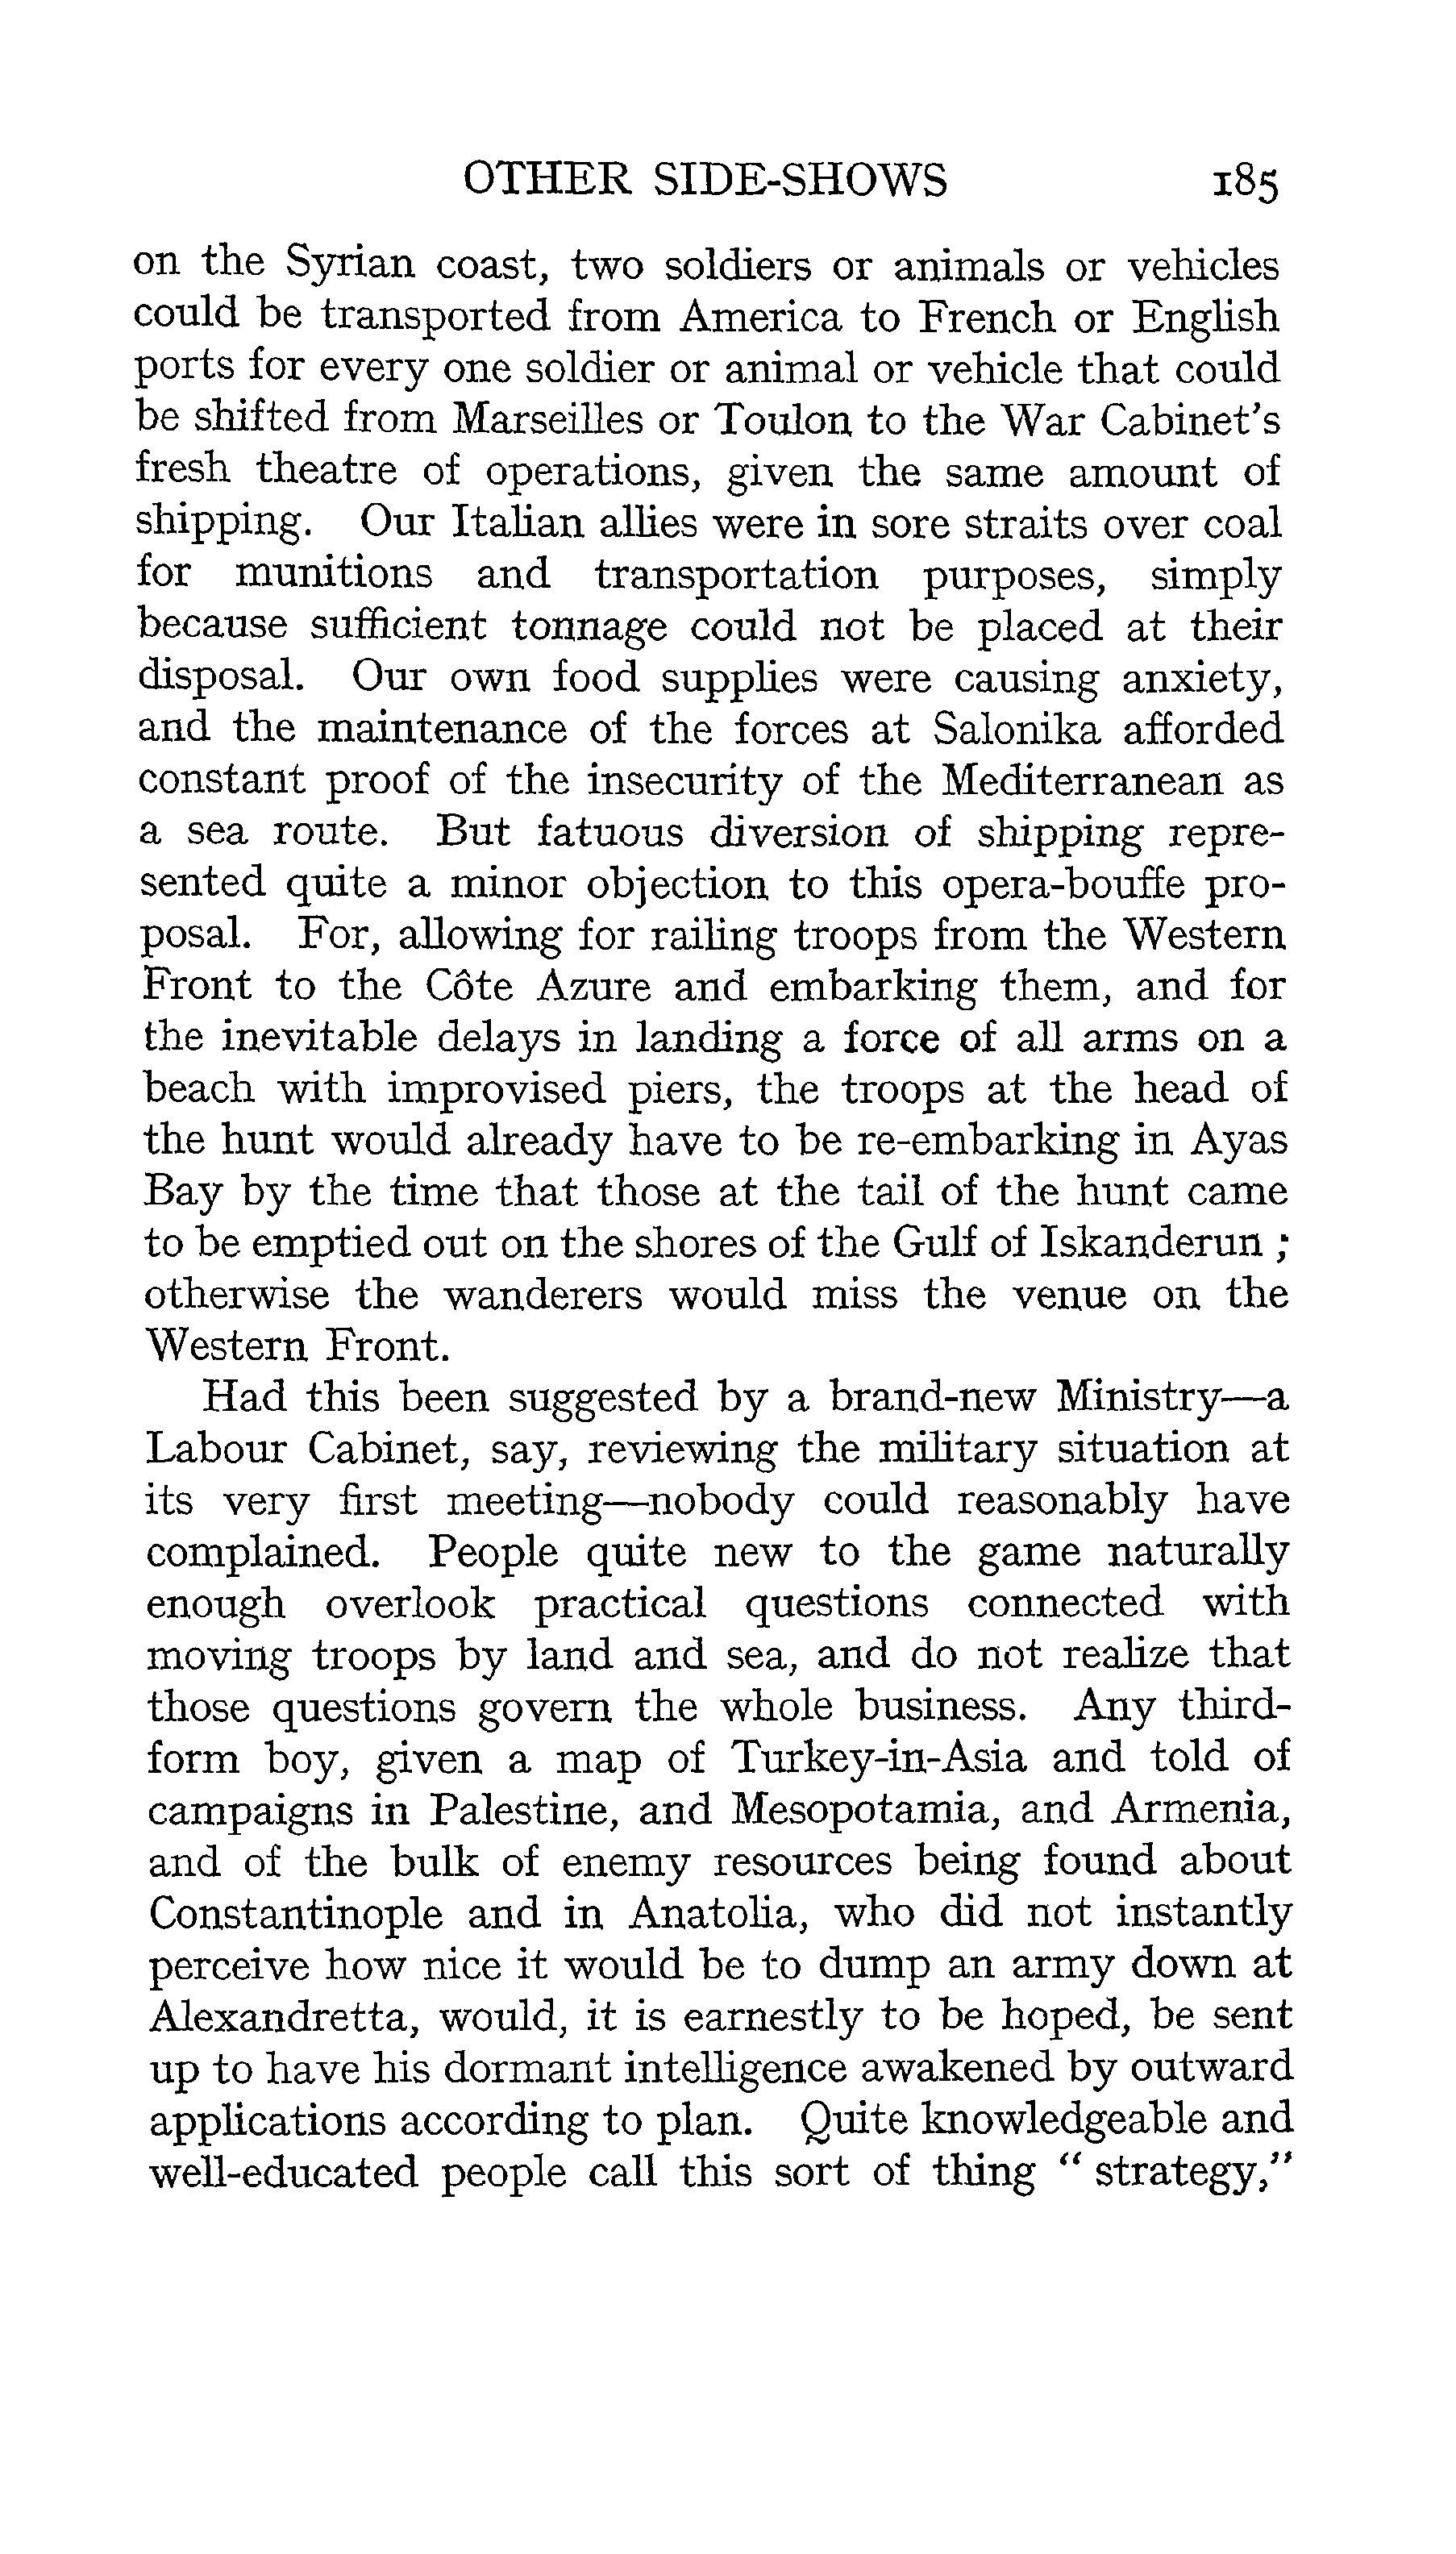 OTHER SIDE-SHOWS 185
on the Syrian coast, two soldiers or animals or vehicles
could be transported from America to French or English
ports for every one soldier or animal or vehicle that could
be shifted from Marseilles or Toulon to the War Cabinet's
fresh theatre of operations, given the same amount of
shipping. Our Italian allies were in sore straits over coal
for munitions and transportation purposes, simply
because sufficient tonnage could not be placed at their
disposal. Our own food supplies were causing anxiety,
and the maintenance of the forces at Salonika afforded
constant proof of the insecurity of the Mediterranean as
a sea route. But fatuous diversion of shipping repre-
sented quite a minor objection to this opera-bouffe pro-
posal. For, allowing for railing troops from the Western
Front to the Côte Azure and embarking them, and for
the inevitable delays in landing a force of all arms on a
beach with improvised piers, the troops at the head of
the hunt would already have to be re-embarking in Ayas
Bay by the time that those at the tail of the hunt came
to be emptied out on the shores of the Gulf of Iskanderun ;
otherwise the wanderers would miss the venue on the
Western Front.
Had this been suggested by a brand-new Ministry—a
Labour Cabinet, say, reviewing the military situation at
its very first meeting—nobody could reasonably have
complained. People quite new to the game naturally
enough overlook practical questions connected with
moving troops by land and sea, and do not realize that
those questions govern the whole business. Any third-
form boy, given a map of Turkey-in-Asia and told of
campaigns in Palestine, and Mesopotamia, and Armenia,
and of the bulk of enemy resources being found about
Constantinople and in Anatolia, who did not instantly
perceive how nice it would be to dump an army down at
Alexandretta, would, it is earnestly to be hoped, be sent
up to have his dormant intelligence awakened by outward
applications according to plan. Quite knowledgeable and
well-educated people call this sort of thing “ strategy,”